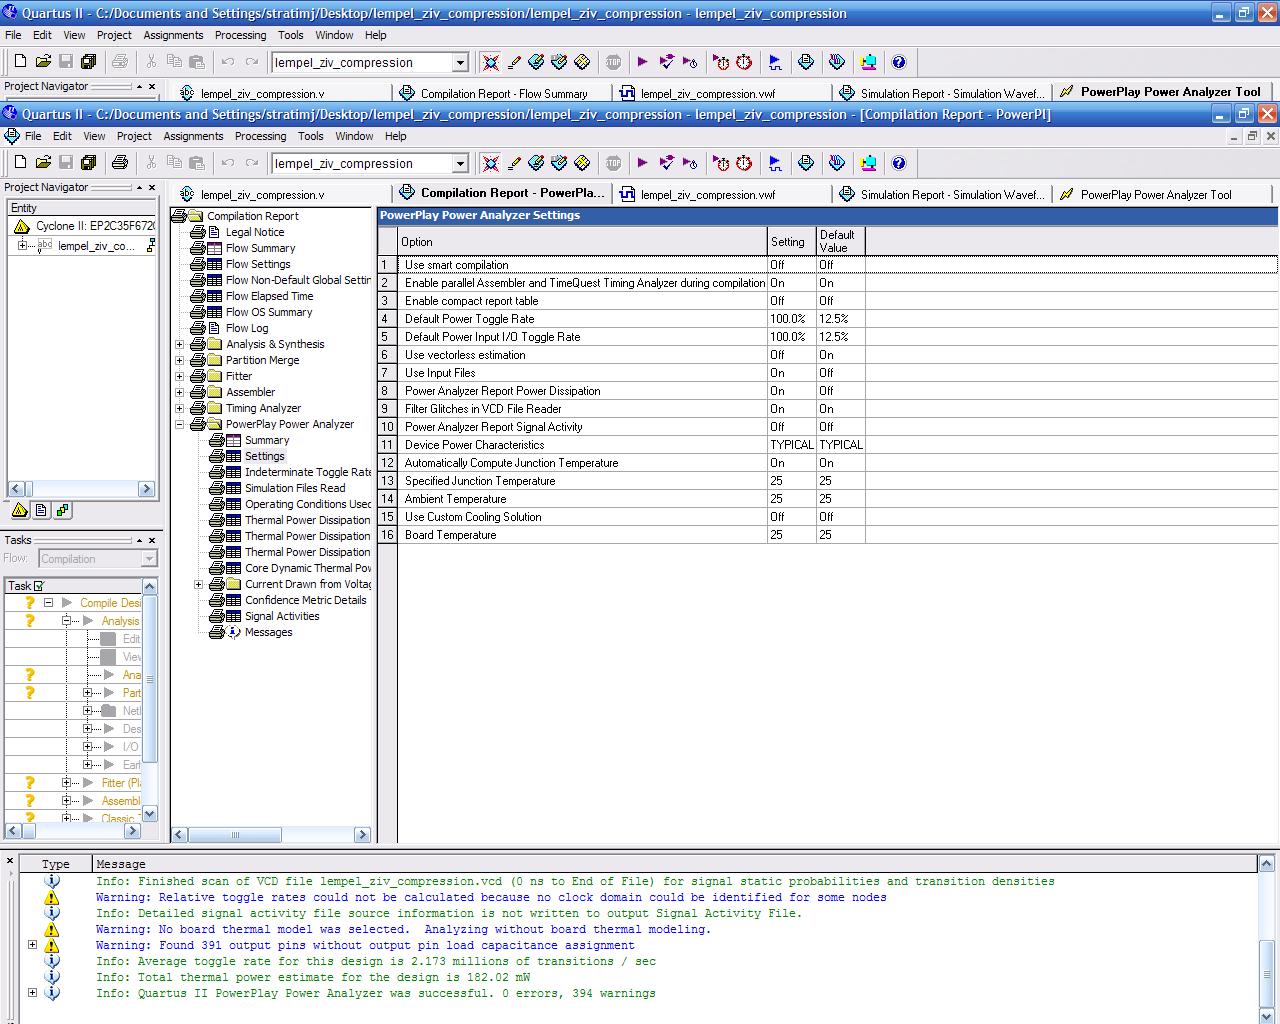 Quartus II - C:/Documents and Settings/stratimj/Desktop/lempel_ziv_compression/lempel_ziv_compression - lempel_ziv_compression
File Edit View Project Assignments Processing Tools Window Help
lempel_ziv_compression
STOP
Project Navigator
lempel_ziv_compression.v
Compilation Report - Flow Summary
lempel_ziv_compression.vwf
Simulation Report - Simulation Wavef...
PowerPlay Power Analyzer Tool
Quartus II - C:/Documents and Settings/stratimj/Desktop/lempel_ziv_compression/lempel_ziv_compression - lempel_ziv_compression - [Compilation Report - PowerPl]
File Edit View Project Assignments Processing Tools Window Help
lempel_ziv_compression
STOP
Project Navigator
Entity
Cyclone II: EP2C35F672C
abc lempel_ziv_co...
lempel_ziv_compression.v
Compilation Report - PowerPla...
lempel_ziv_compression.vwf
Simulation Report - Simulation Wavef...
PowerPlay Power Analyzer Tool
Compilation Report
Legal Notice
Flow Summary
Flow Settings
Flow Non-Default Global Settin
Flow Elapsed Time
Flow OS Summary
Flow Log
Analysis & Synthesis
Partition Merge
Fitter
Assembler
Timing Analyzer
PowerPlay Power Analyzer
Summary
Settings
Indeterminate Toggle Rate
Simulation Files Read
Operating Conditions Used
Thermal Power Dissipation
Thermal Power Dissipation
Thermal Power Dissipation
Core Dynamic Thermal Pow
Current Drawn from Voltag
Confidence Metric Details
Signal Activities
Messages
PowerPlay Power Analyzer Settings
Option Setting Default Value
1 Use smart compilation Off Off
2 Enable parallel Assembler and TimeQuest Timing Analyzer during compilation On On
3 Enable compact report table Off Off
4 Default Power Toggle Rate 100.0% 12.5%
5 Default Power Input I/O Toggle Rate 100.0% 12.5%
6 Use vectorless estimation Off On
7 Use Input Files On Off
8 Power Analyzer Report Power Dissipation On Off
9 Filter Glitches in VCD File Reader On On
10 Power Analyzer Report Signal Activity Off Off
11 Device Power Characteristics TYPICAL TYPICAL
12 Automatically Compute Junction Temperature On On
13 Specified Junction Temperature 25 25
14 Ambient Temperature 25 25
15 Use Custom Cooling Solution Off Off
16 Board Temperature 25 25
Tasks
Flow: Compilation
Task
Compile Desi
Analysis
Edit
View
Ana
Part
Netl
Des
I/O
Earl
Fitter (Pl
Assembl
Classic T
Type Message
Info: Finished scan of VCD file lempel_ziv_compression.vcd (0 ns to End of File) for signal static probabilities and transition densities
Warning: Relative toggle rates could not be calculated because no clock domain could be identified for some nodes
Info: Detailed signal activity file source information is not written to output Signal Activity File.
Warning: No board thermal model was selected.  Analyzing without board thermal modeling.
Warning: Found 391 output pins without output pin load capacitance assignment
Info: Average toggle rate for this design is 2.173 millions of transitions / sec
Info: Total thermal power estimate for the design is 182.02 mW
Info: Quartus II PowerPlay Power Analyzer was successful. 0 errors, 394 warnings